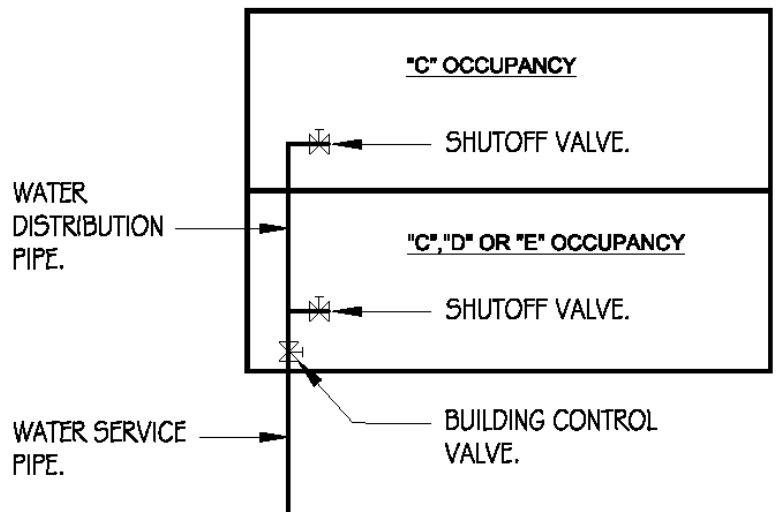 "C" OCCUPANCY
SHUTOFF VALVE.
WATER
DISTRIBUTION
PIPE.
"C","D" OR "E" OCCUPANCY
SHUTOFF VALVE.
BUILDING CONTROL
VALVE.
WATER SERVICE
PIPE.